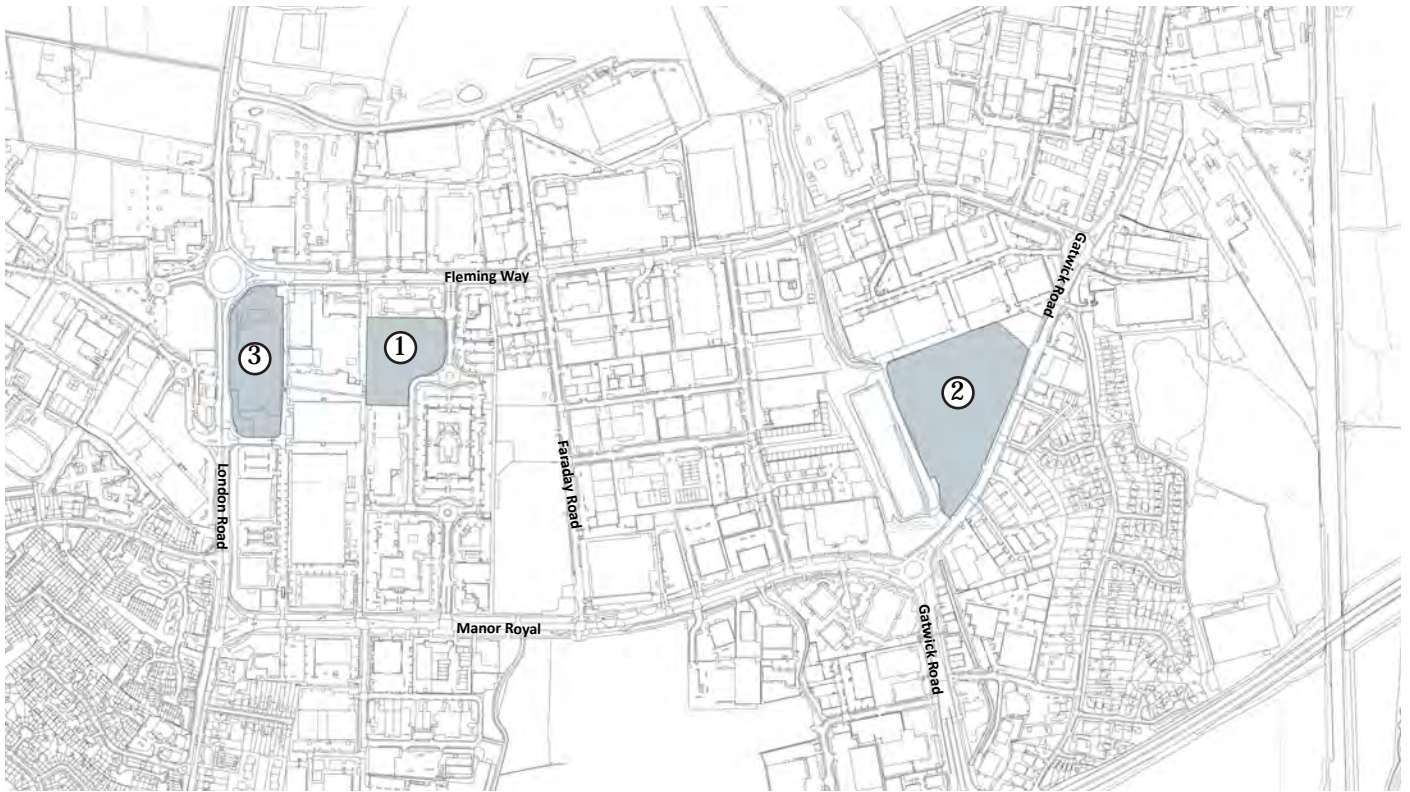 Gatwick Road
Fleming Way
1
3
2
Faraday Road
London Road
Manor Royal
Gatwick Road